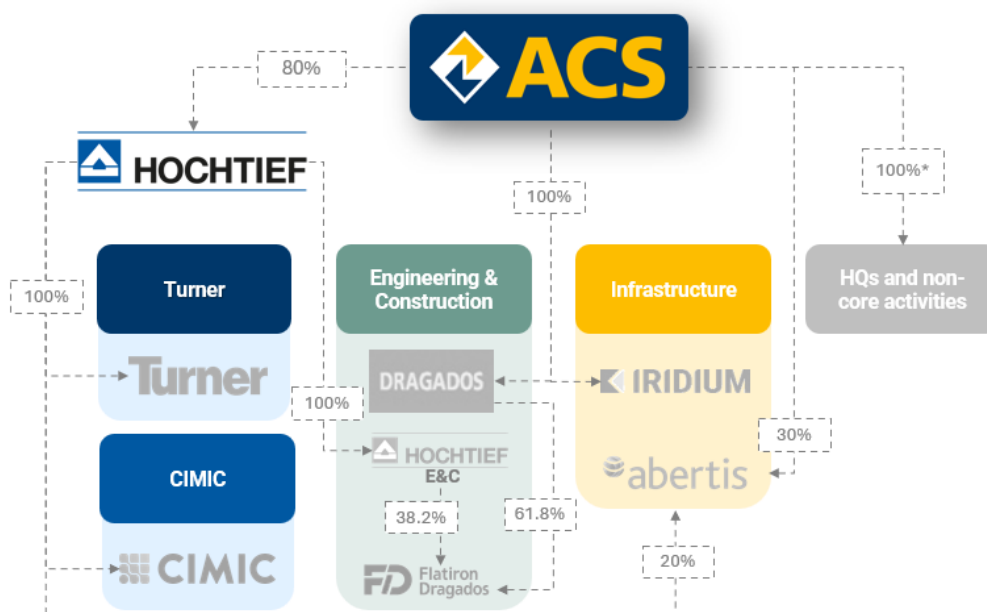 ACS
80%
HOCHTIEF
100%
100%*
Turner
Engineering &
Construction
Infrastructure
HQs and non-
core activities
100%
Turner
DRAGADOS
IRIDIUM
100%
HOCHTIEF
E&C
30%
CIMIC
abertis
38.2%
61.8%
CIMIC
FD Flatiron
Dragados
20%